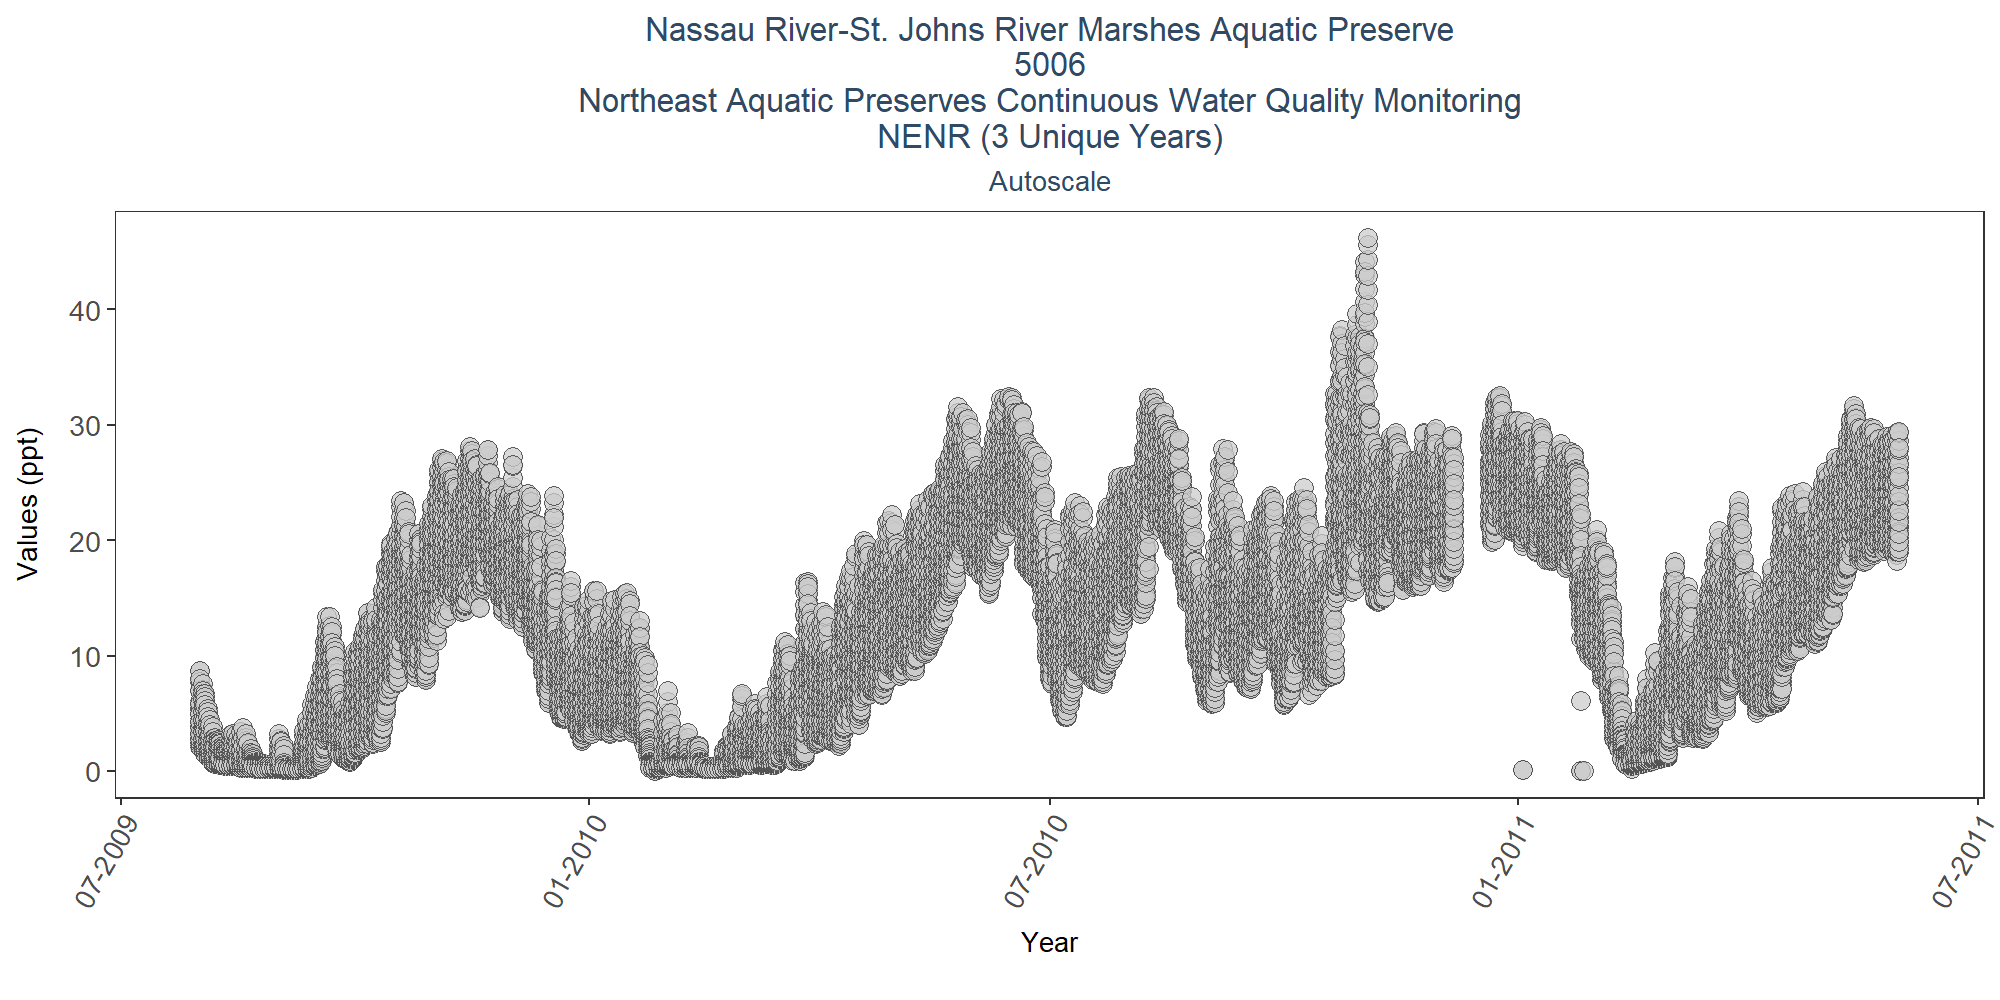 Nassau River-St. Johns River Marshes Aquatic Preserve
5006
Northeast Aquatic Preserves Continuous Water Quality Monitoring
NENR (3 Unique Years)
Autoscale
Values (ppt)
40
30
20
10
0
07-2009
01-2010
07-2010
01-2011
07-2011
Year